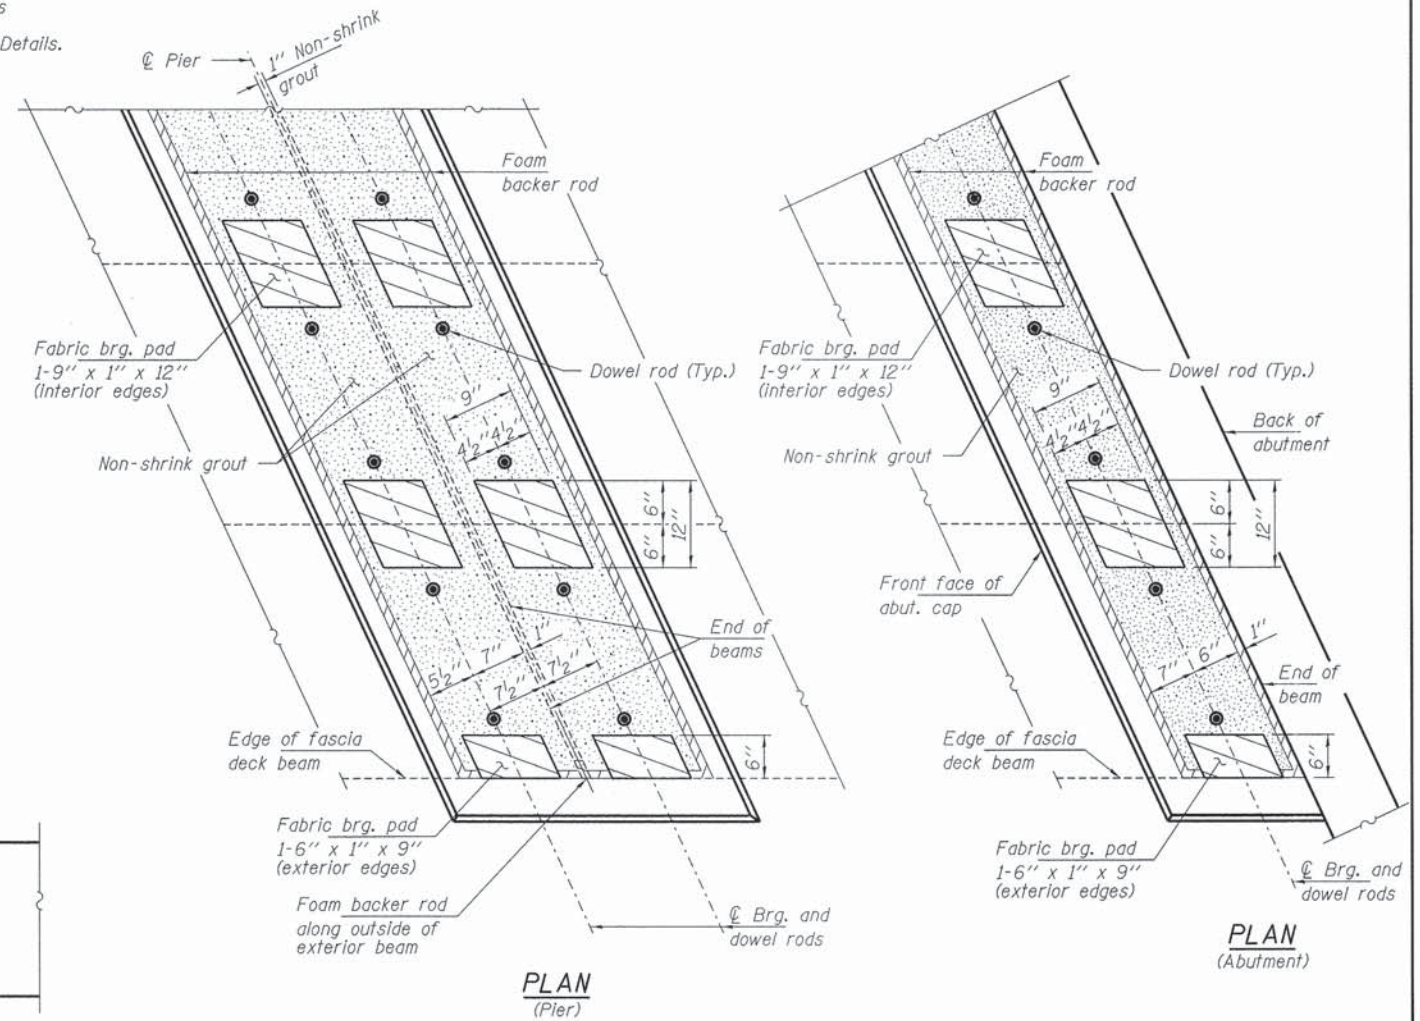 s
Details.
℄ Pier
1" Non-shrink
grout
Foam
backer rod
Fabric brg. pad
1-9" x 1" x 12"
(interior edges)
Dowel rod (Typ.)
9"
4½" 4½"
Non-shrink grout
6"
6"
12"
End of
beams
5½"
7"
1"
7½"
7½"
Edge of fascia
deck beam
6"
Fabric brg. pad
1-6" x 1" x 9"
(exterior edges)
Foam backer rod
along outside of
exterior beam
℄ Brg. and
dowel rods
PLAN
(Pier)
Foam
backer rod
Fabric brg. pad
1-9" x 1" x 12"
(interior edges)
Dowel rod (Typ.)
9"
4½" 4½"
Back of
abutment
Non-shrink grout
6"
6"
12"
Front face of
abut. cap
7"
6"
1"
End of
beam
Edge of fascia
deck beam
6"
Fabric brg. pad
1-6" x 1" x 9"
(exterior edges)
℄ Brg. and
dowel rods
PLAN
(Abutment)